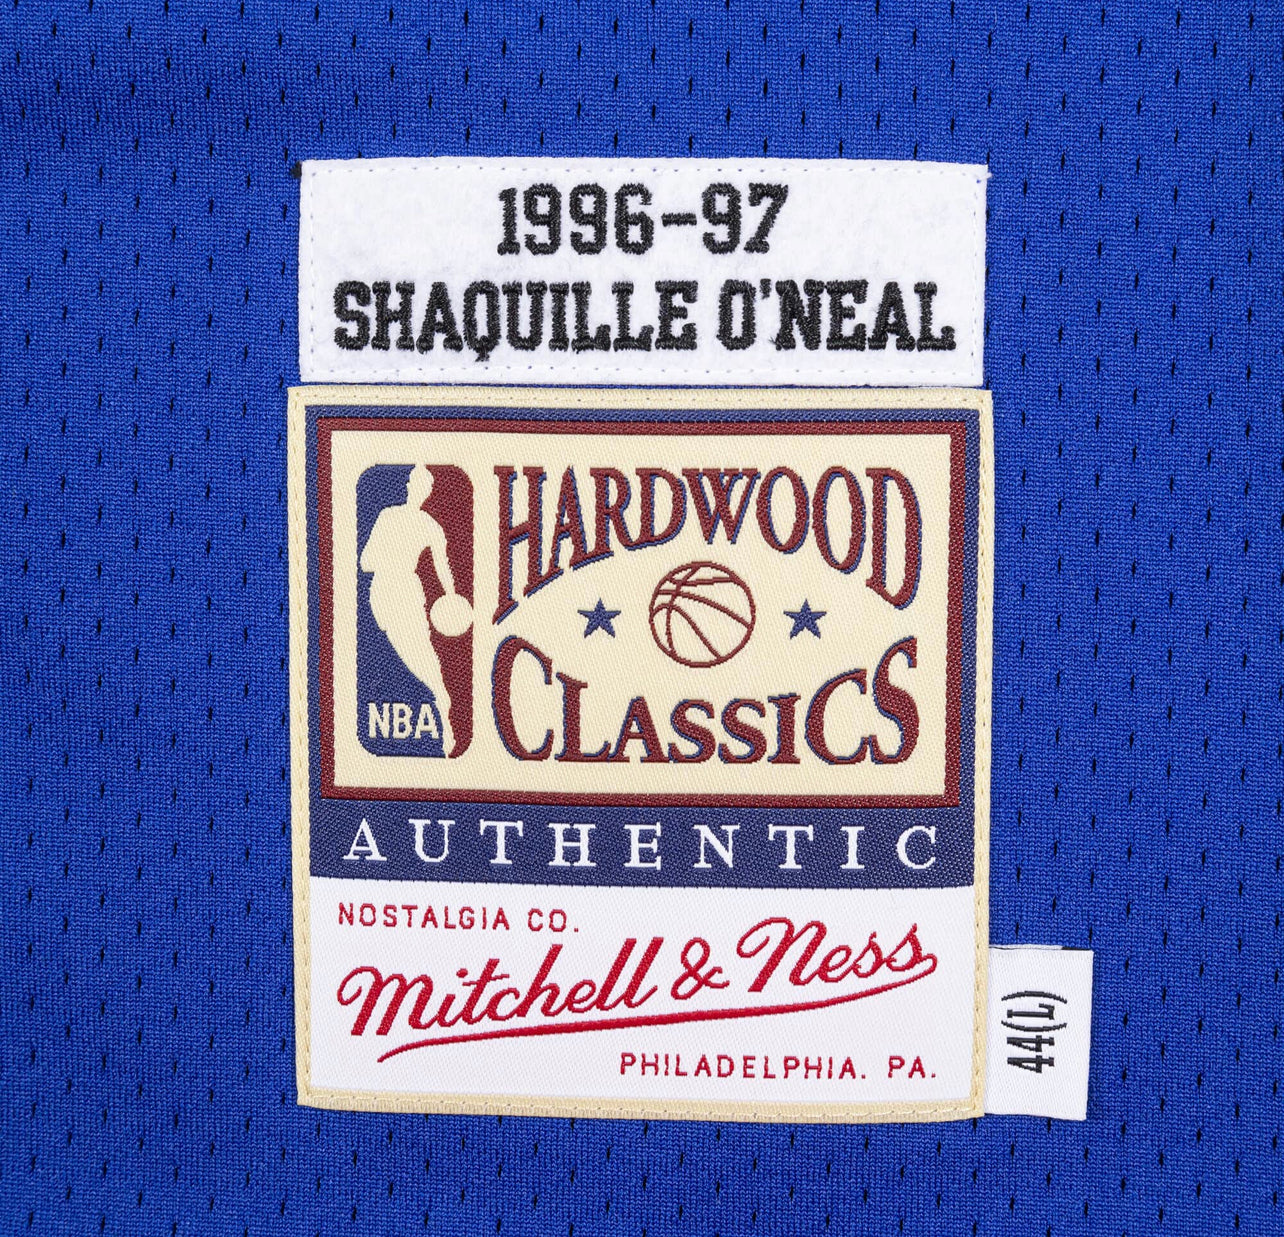 1996-97
SHAQUILLE O'NEAL
HARDWOOD
CLASSICS
NBA
AUTHENTIC
NOSTALGIA CO.
Mitchell & Ness
PHILADELPHIA. PA.
44(L)